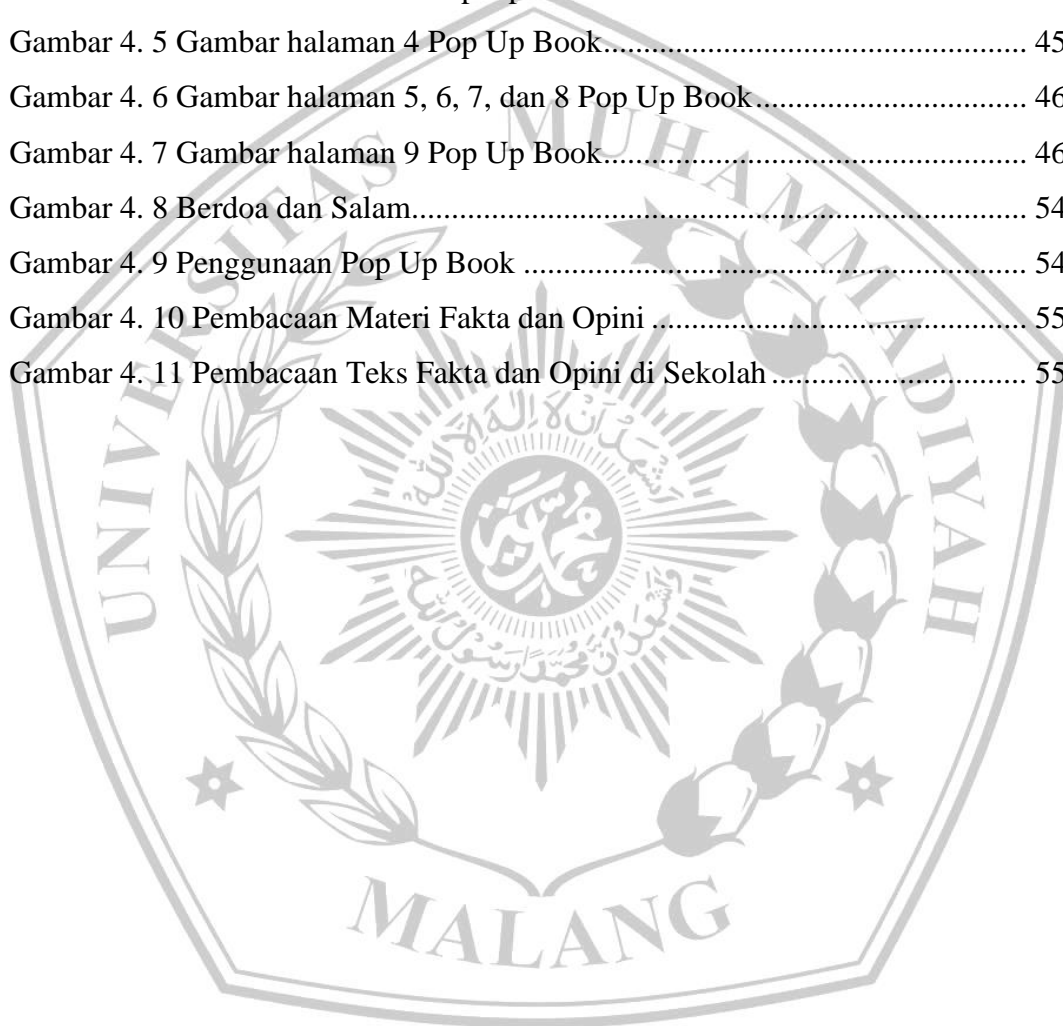 Gambar 4. 5 Gambar halaman 4 Pop Up Book.................................................... 45
Gambar 4. 6 Gambar halaman 5, 6, 7, dan 8 Pop Up Book................................. 46
Gambar 4. 7 Gambar halaman 9 Pop Up Book.................................................... 46
Gambar 4. 8 Berdoa dan Salam............................................................................ 54
Gambar 4. 9 Penggunaan Pop Up Book .............................................................. 54
Gambar 4. 10 Pembacaan Materi Fakta dan Opini .............................................. 55
Gambar 4. 11 Pembacaan Teks Fakta dan Opini di Sekolah ............................... 55
UNIVERSITAS MUHAMMADIYAH
MALANG